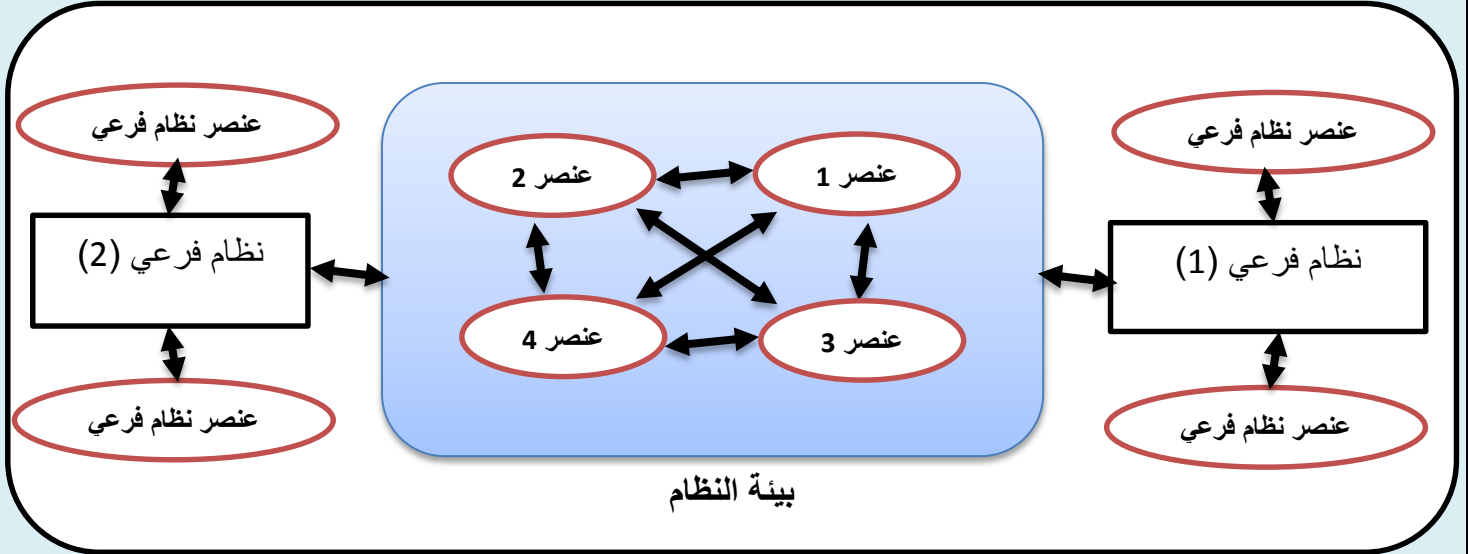 عنصر نظام فرعي
نظام فرعي (1)
عنصر نظام فرعي
عنصر 1
عنصر 2
عنصر 3
عنصر 4
عنصر نظام فرعي
نظام فرعي (2)
عنصر نظام فرعي
بيئة النظام